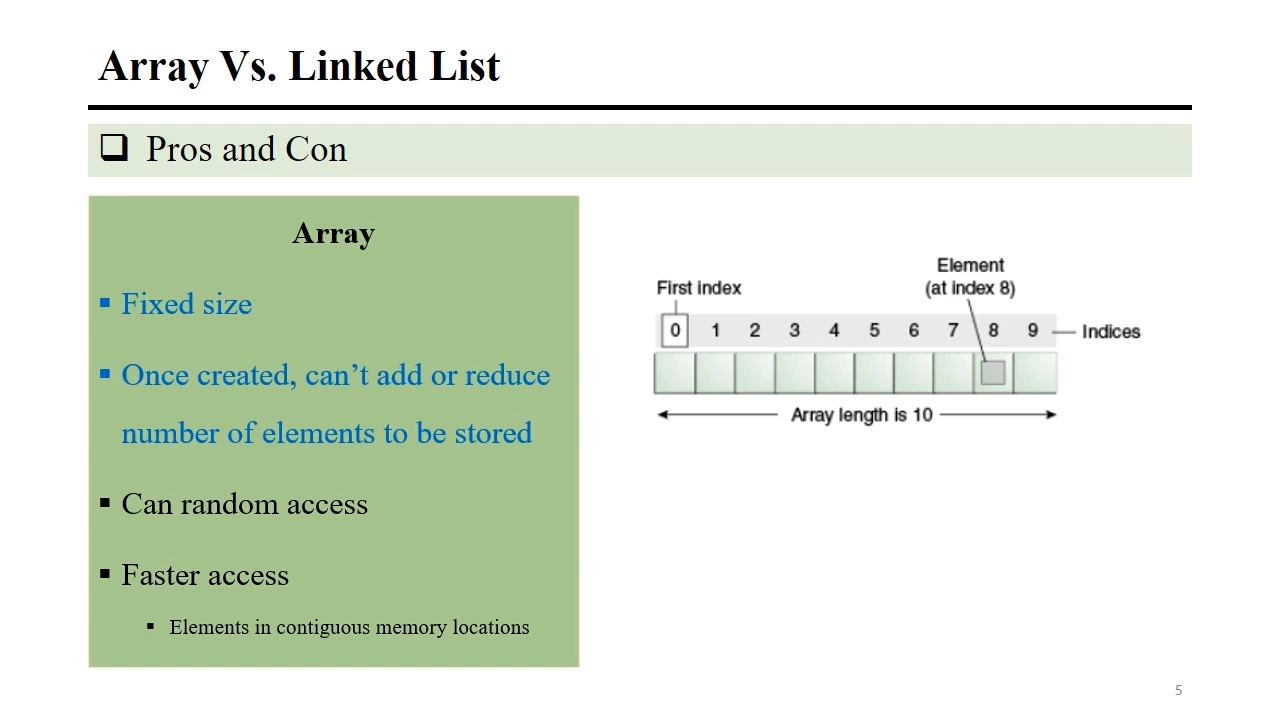 Array Vs. Linked List
❑ Pros and Con
Array
▪ Fixed size
▪ Once created, can’t add or reduce
number of elements to be stored
▪ Can random access
▪ Faster access
▪ Elements in contiguous memory locations
Element
First index (at index 8)
0 1 2 3 4 5 6 7 8 9 Indices
Array length is 10
5